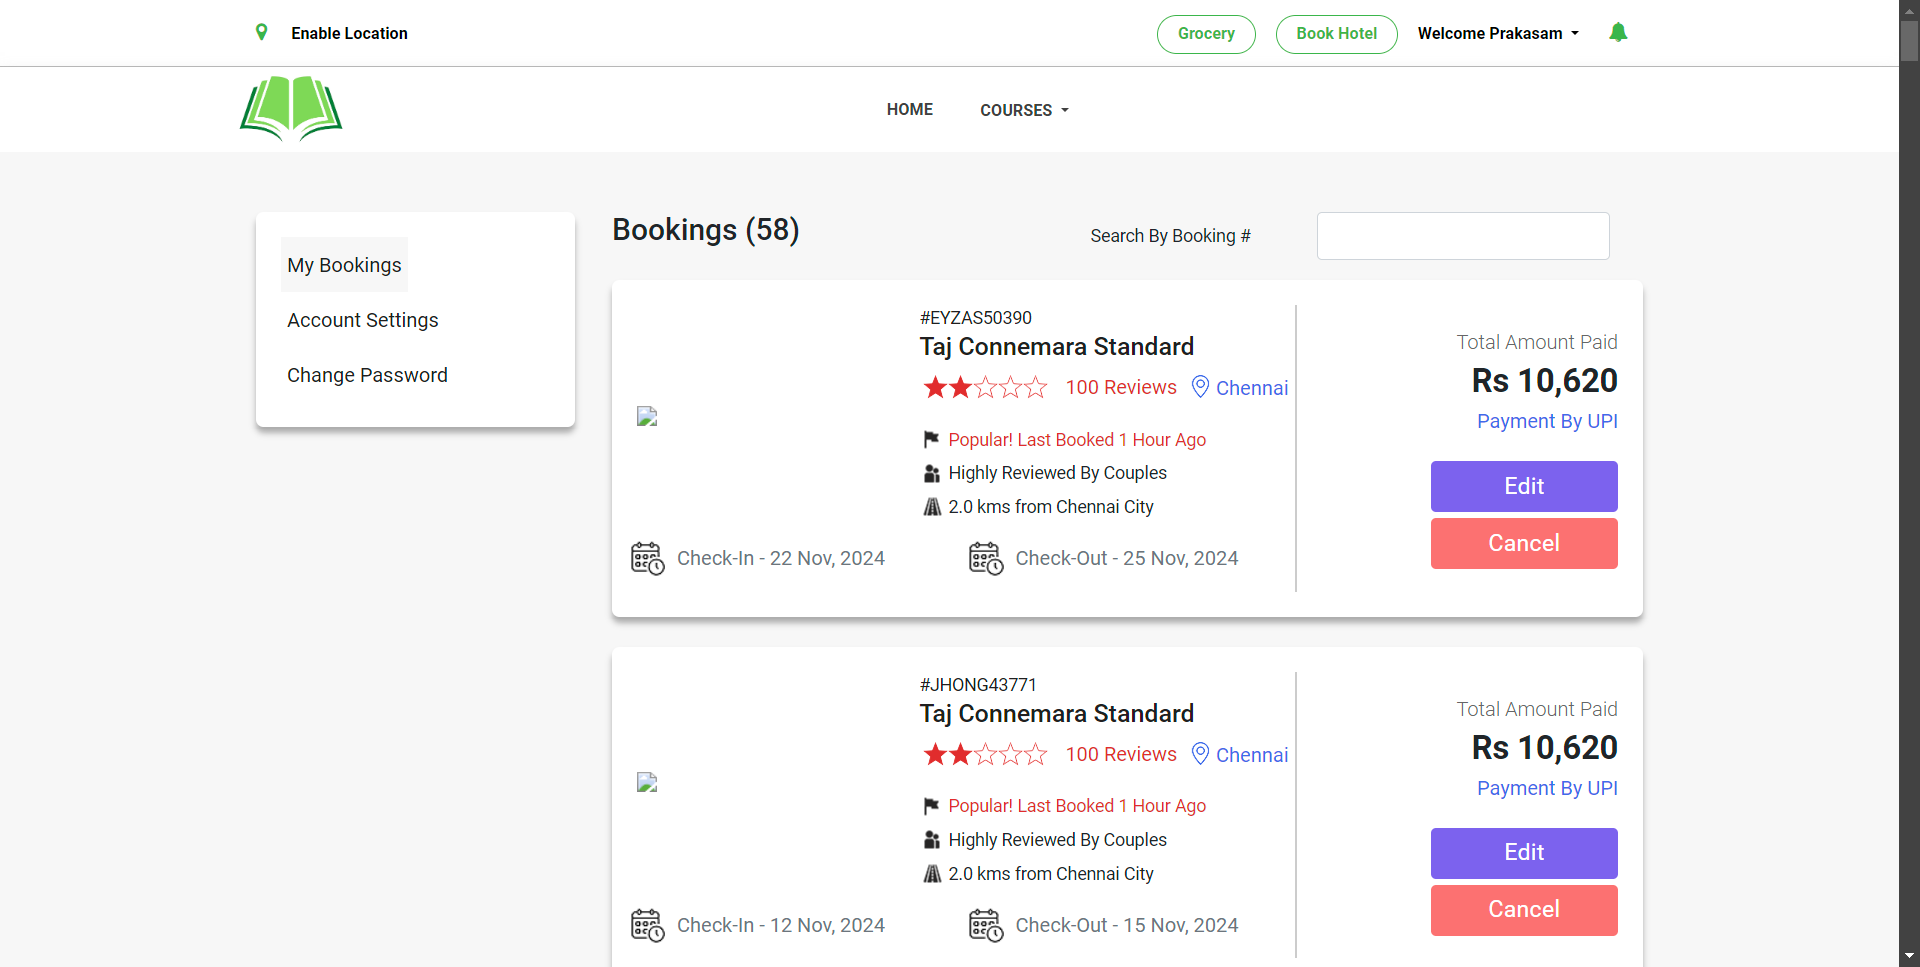 Enable Location
Grocery
Book Hotel
Welcome Prakasam
HOME
COURSES
My Bookings
Account Settings
Change Password
Bookings (58)
Search By Booking #
#EYZAS50390
Taj Connemara Standard
100 Reviews
Chennai
Popular! Last Booked 1 Hour Ago
Highly Reviewed By Couples
2.0 kms from Chennai City
Check-In - 22 Nov, 2024
Check-Out - 25 Nov, 2024
Total Amount Paid
Rs 10,620
Payment By UPI
Edit
Cancel
#JHONG43771
Taj Connemara Standard
100 Reviews
Chennai
Popular! Last Booked 1 Hour Ago
Highly Reviewed By Couples
2.0 kms from Chennai City
Check-In - 12 Nov, 2024
Check-Out - 15 Nov, 2024
Total Amount Paid
Rs 10,620
Payment By UPI
Edit
Cancel